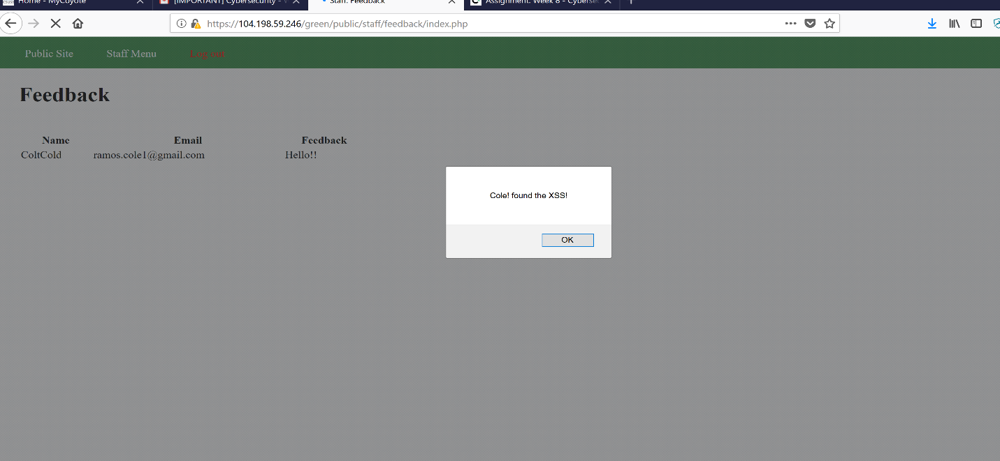 Home - MyCoyote
[IMPORTANT] Cybersecurity -
Staff: Feedback
Assignment: Week 8 - Cyberse
https://104.198.59.246/green/public/staff/feedback/index.php
Public Site Staff Menu Log out
Feedback
Name Email Feedback
ColtCold ramos.cole1@gmail.com Hello!!
Cole! found the XSS!
OK